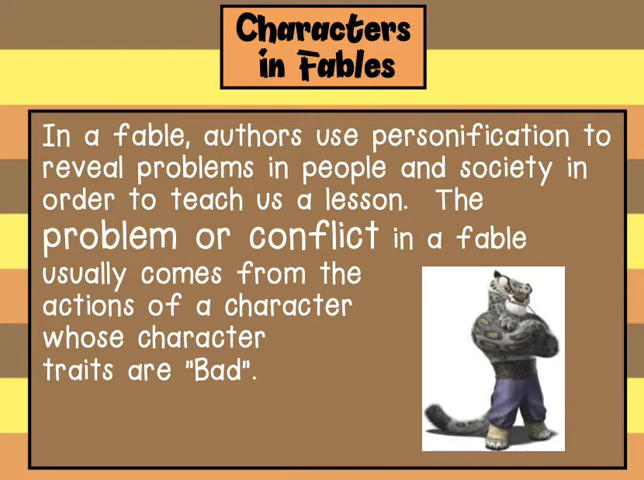 Characters
in Fables
In a fable, authors use personification to
reveal problems in people and society in
order to teach us a lesson. The
problem or conflict in a fable
usually comes from the
actions of a character
whose character
traits are "Bad".